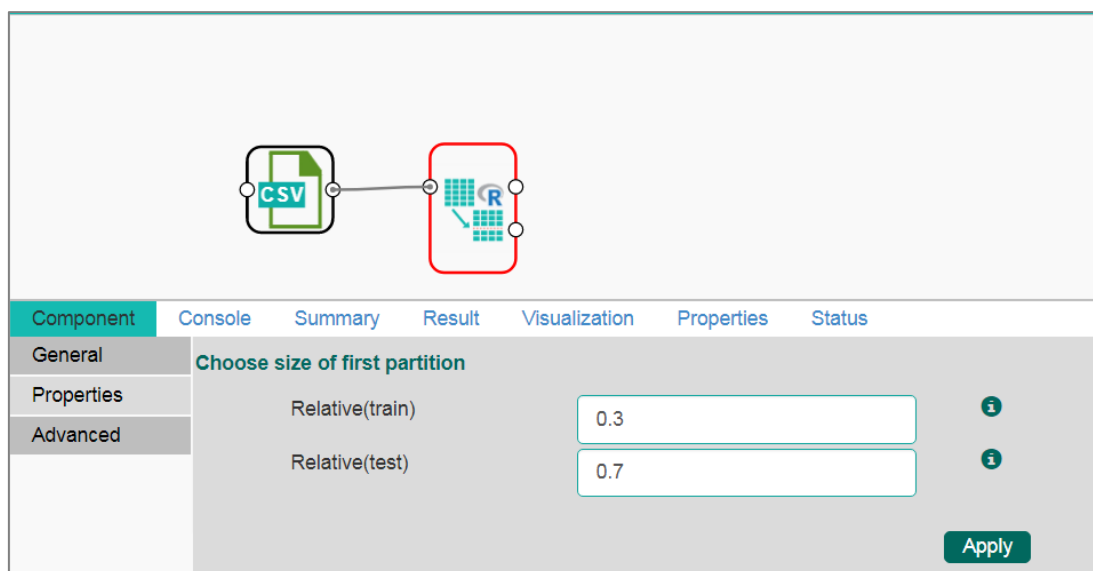 CSV
R
Component Console Summary Result Visualization Properties Status
General
Choose size of first partition
Properties
Relative(train) 0.3
Advanced
Relative(test) 0.7
Apply